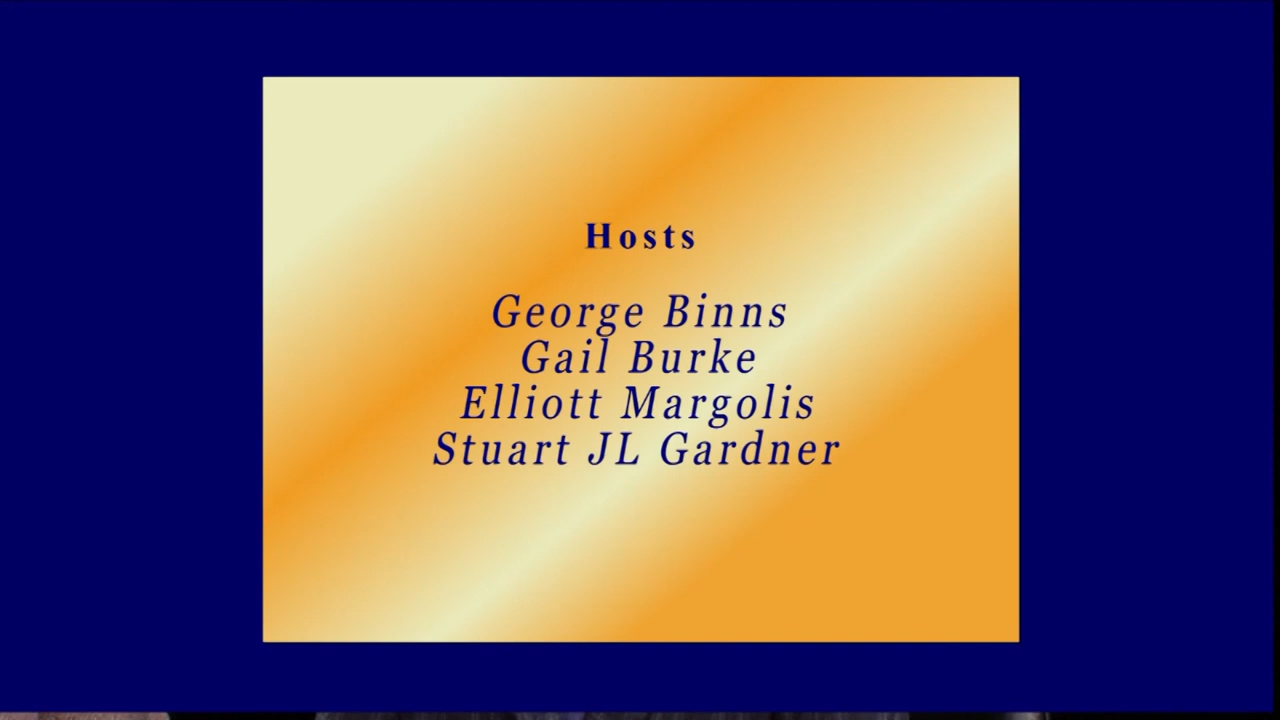 Hosts
George Binns
Gail Burke
Elliott Margolis
Stuart JL Gardner